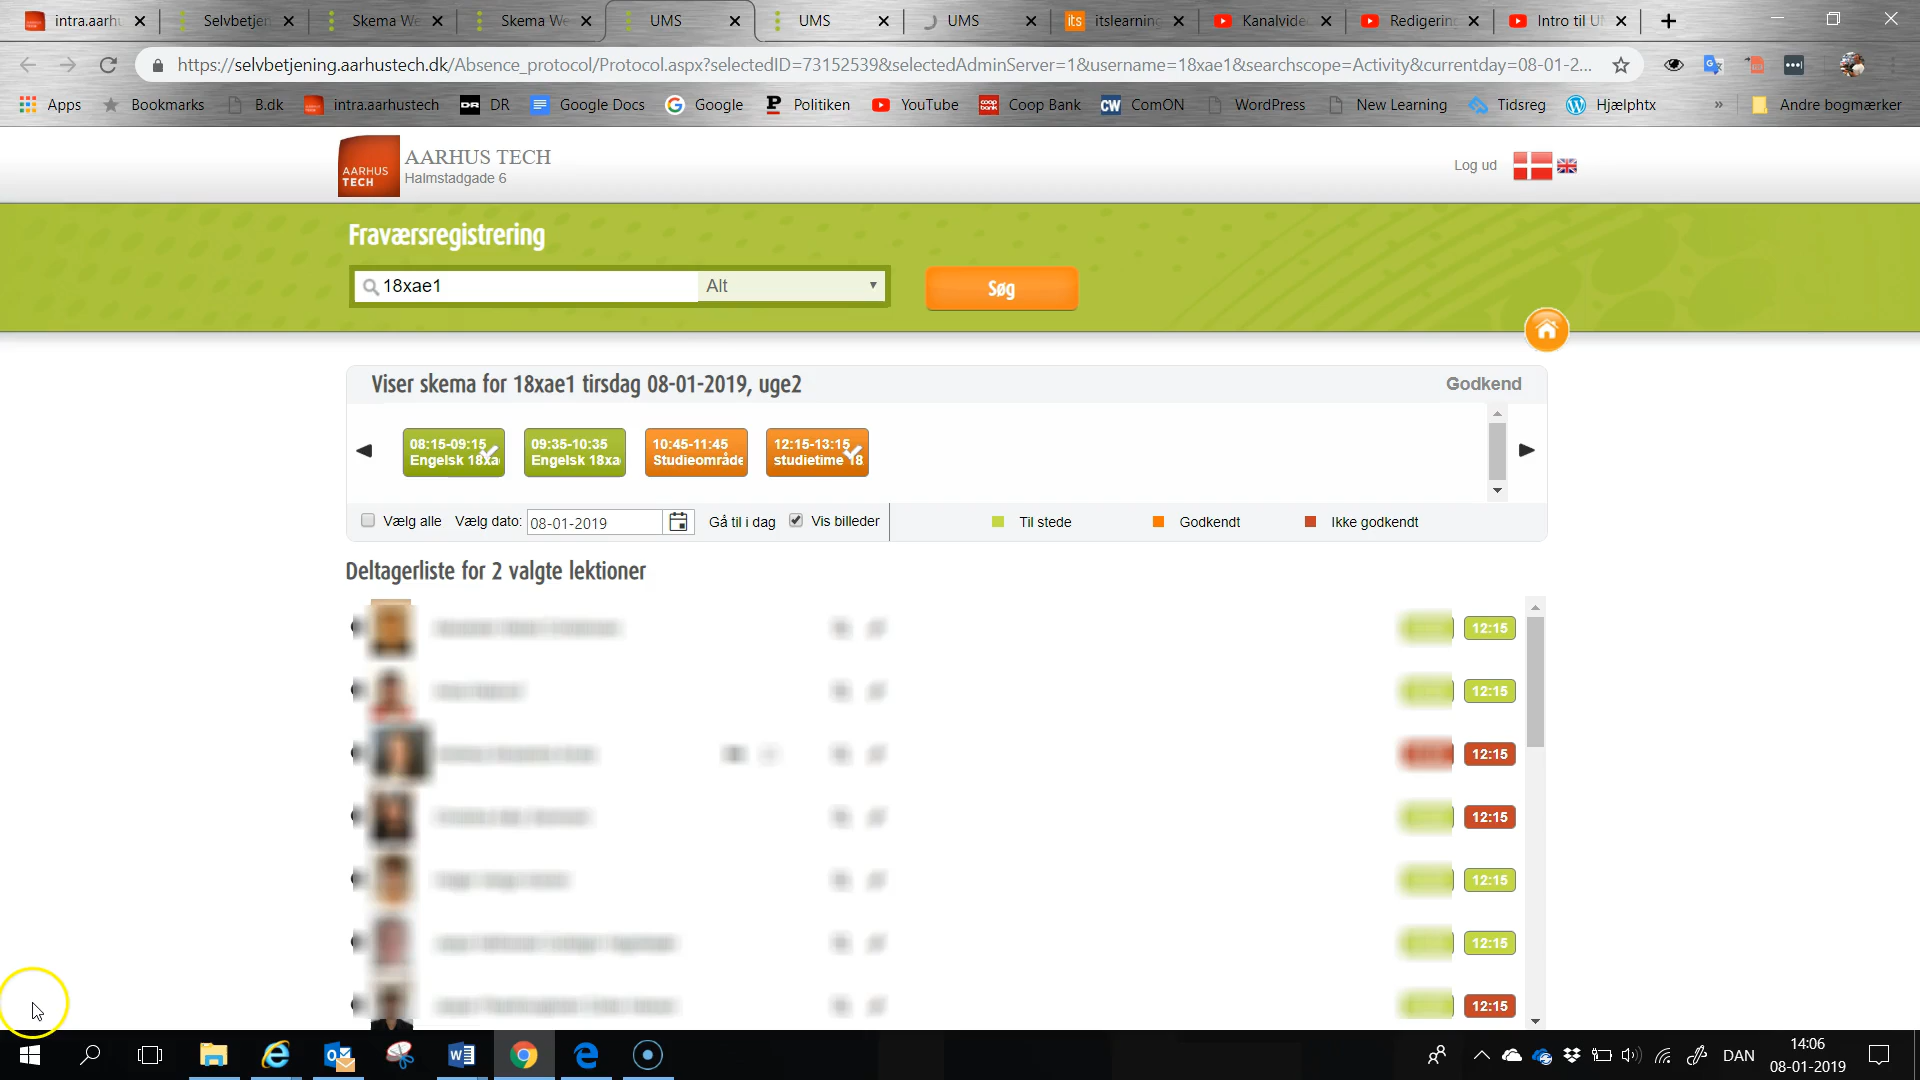 intra.aarhu
Selvbetjen
Skema We
Skema We
UMS
UMS
UMS
itslearning
Kanalvide
Redigering
Intro til U
https://selvbetjening.aarhustech.dk/Absence_protocol/Protocol.aspx?selectedID=73152539&selectedAdminServer=1&username=18xae1&searchscope=Activity&currentday=08-01-2...
Apps
Bookmarks
B.dk
intra.aarhustech
DR
Google Docs
Google
Politiken
YouTube
Coop Bank
ComON
WordPress
New Learning
Tidsreg
Hjælphtx
»
Andre bogmærker
AARHUS TECH
AARHUS TECH
Halmstadgade 6
Log ud
Fraværsregistrering
18xae1
Alt
Søg
Viser skema for 18xae1 tirsdag 08-01-2019, uge2
Godkend
08:15-09:15
Engelsk 18xa
09:35-10:35
Engelsk 18xa
10:45-11:45
Studieområde
12:15-13:15
studietime 18
Vælg alle
Vælg dato:
08-01-2019
Gå til i dag
Vis billeder
Til stede
Godkendt
Ikke godkendt
Deltagerliste for 2 valgte lektioner
12:15
12:15
12:15
12:15
12:15
12:15
12:15
DAN
14:06
08-01-2019